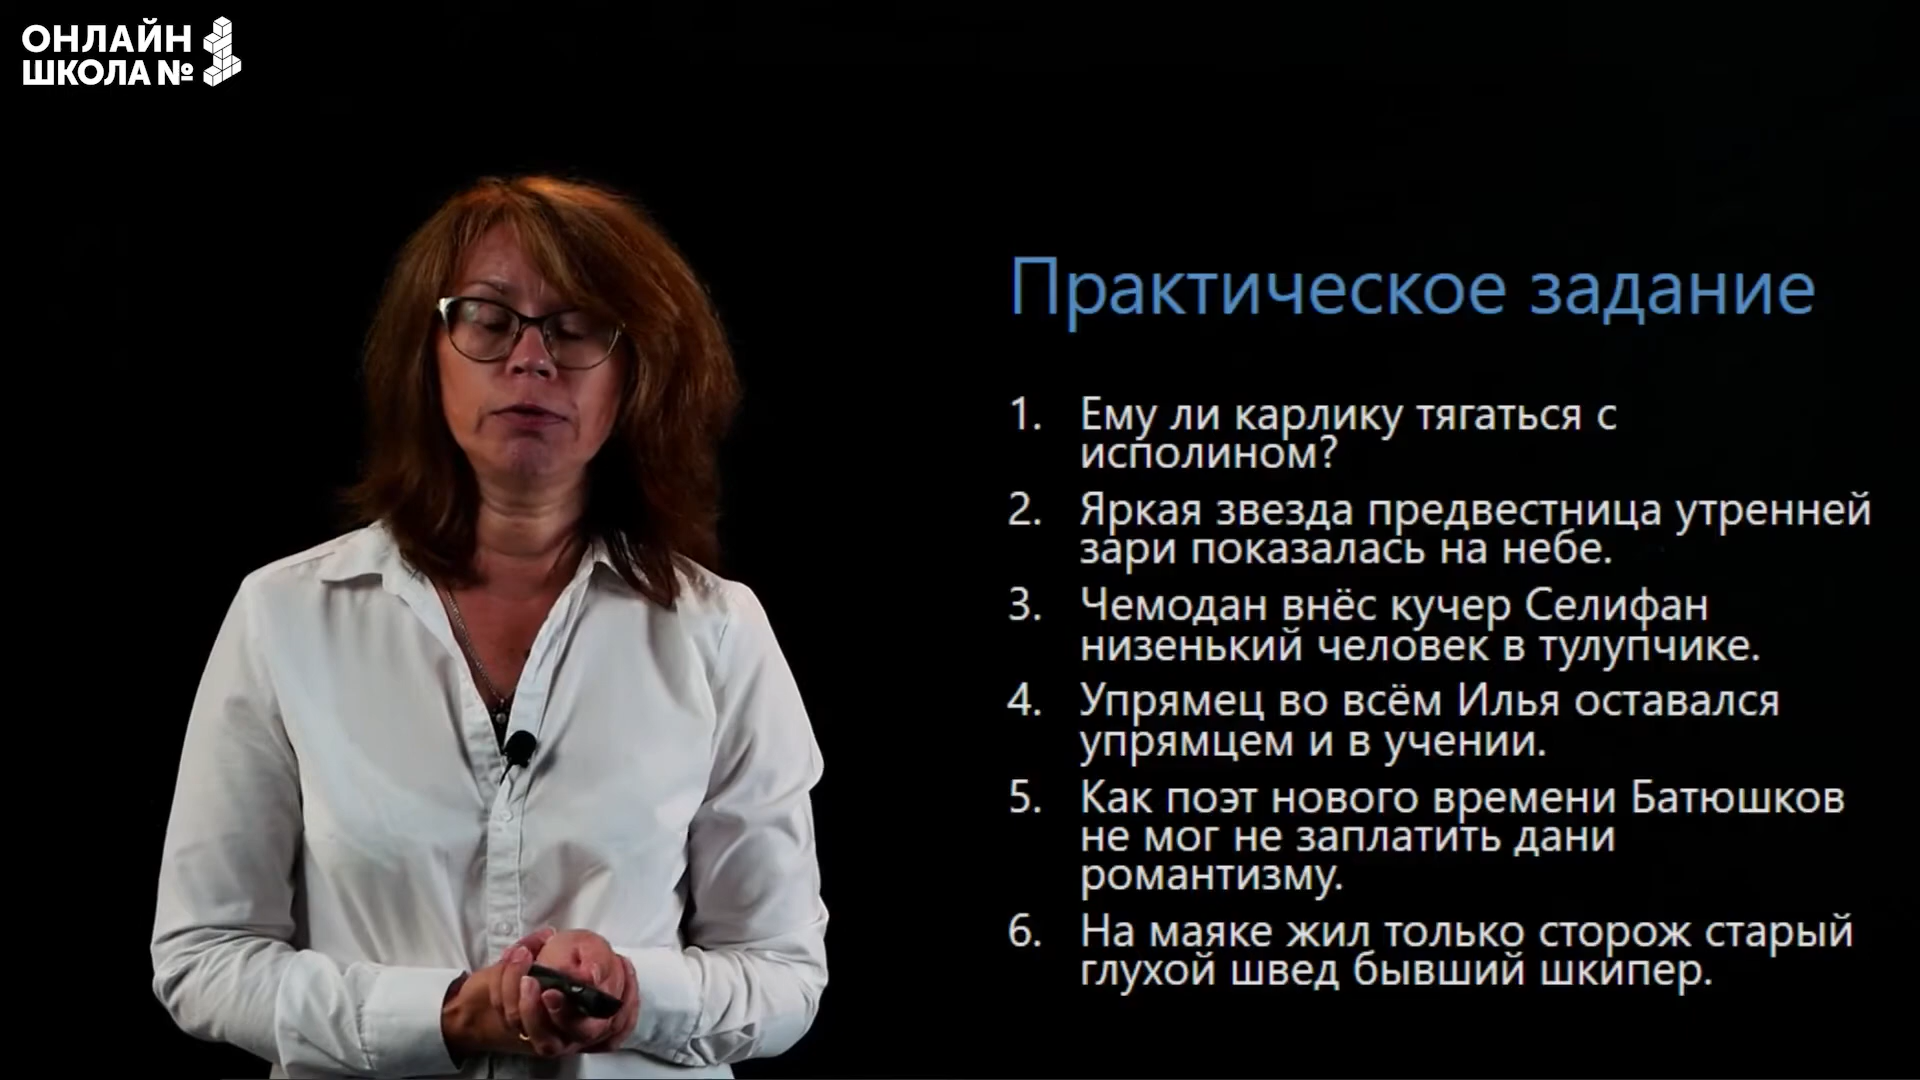 ОНЛАЙН
ШКОЛА №1
Практическое задание
1. Ему ли карлику тягаться с
исполином?
2. Яркая звезда предвестница утренней
зари показалась на небе.
3. Чемодан внёс кучер Селифан
низенький человек в тулупчике.
4. Упрямец во всём Илья оставался
упрямцем и в учении.
5. Как поэт нового времени Батюшков
не мог не заплатить дани
романтизму.
6. На маяке жил только сторож старый
глухой швед бывший шкипер.